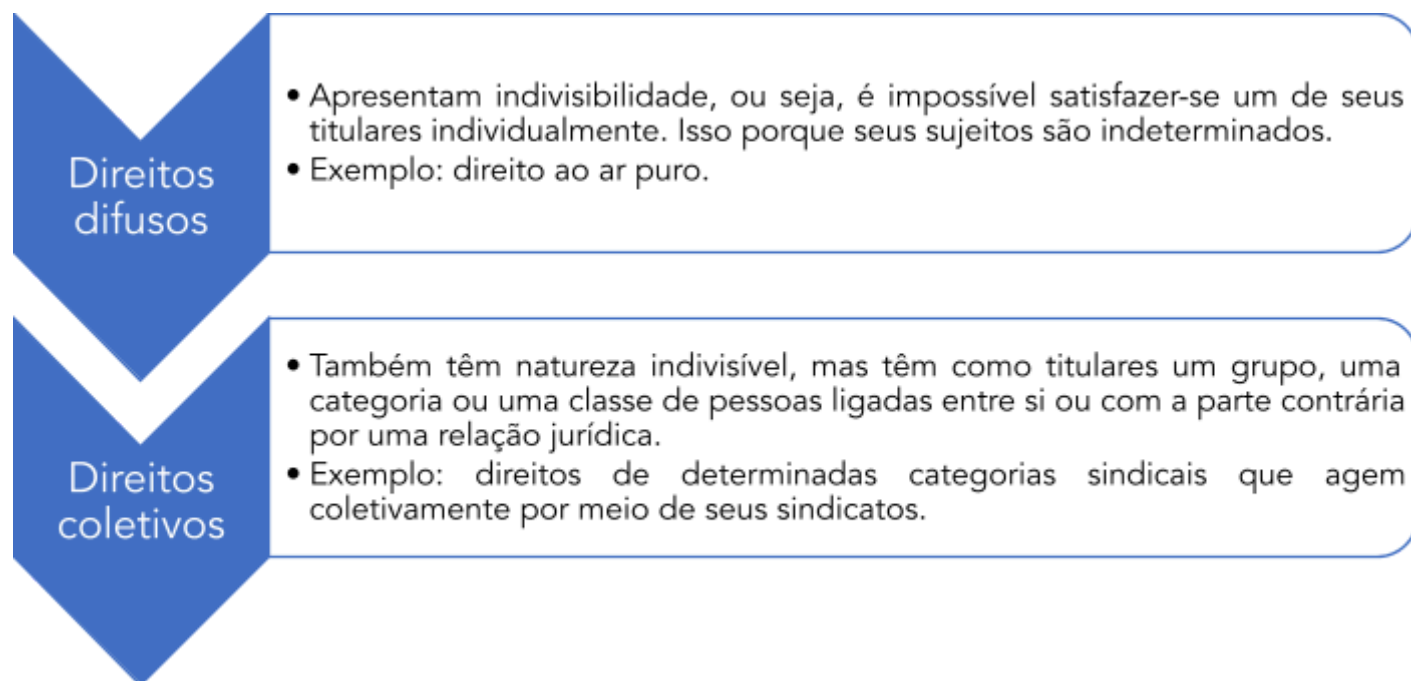 Direitos
difusos
• Apresentam indivisibilidade, ou seja, é impossível satisfazer-se um de seus
titulares individualmente. Isso porque seus sujeitos são indeterminados.
• Exemplo: direito ao ar puro.
Direitos
coletivos
• Também têm natureza indivisível, mas têm como titulares um grupo, uma
categoria ou uma classe de pessoas ligadas entre si ou com a parte contrária
por uma relação jurídica.
• Exemplo: direitos de determinadas categorias sindicais que agem
coletivamente por meio de seus sindicatos.